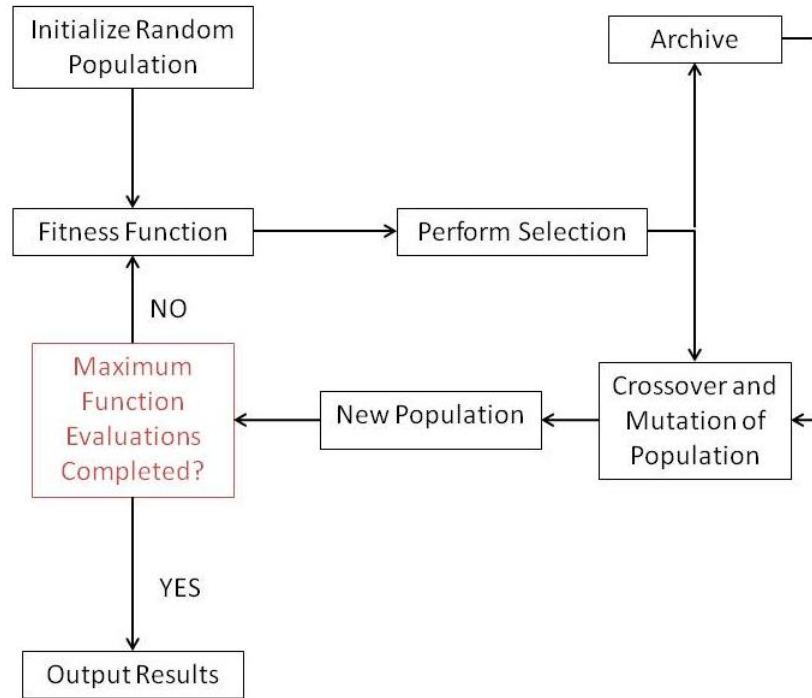 Initialize Random
Population
Archive
Fitness Function
Perform Selection
NO
Maximum
Function
Evaluations
Completed?
New Population
Crossover and
Mutation of
Population
YES
Output Results